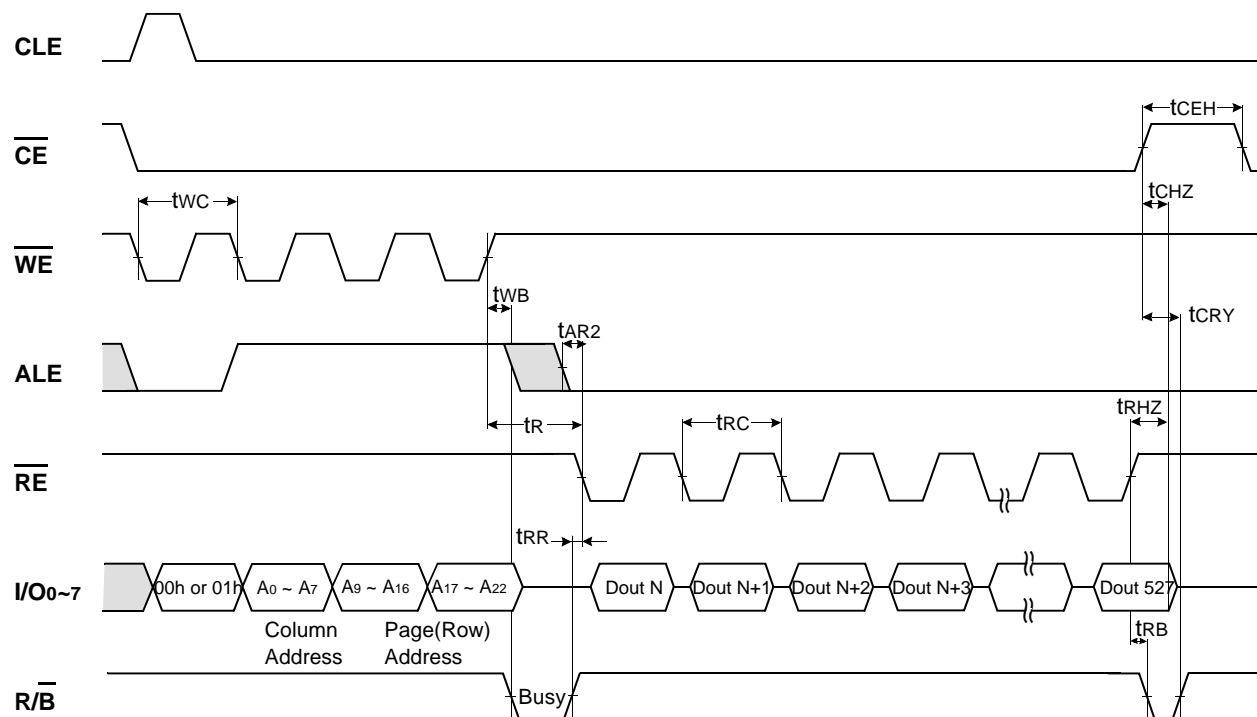 CLE
tCEH
CE
tWC
tCHZ
WE
tWB
tCRY
tAR2
ALE
tR
tRC
tRHZ
RE
tRR
I/O0~7
00h or 01h
A0 ~ A7
A9 ~ A16
A17 ~ A22
Dout N
Dout N+1
Dout N+2
Dout N+3
Dout 527
Column
Address
Page(Row)
Address
tRB
R/B
Busy